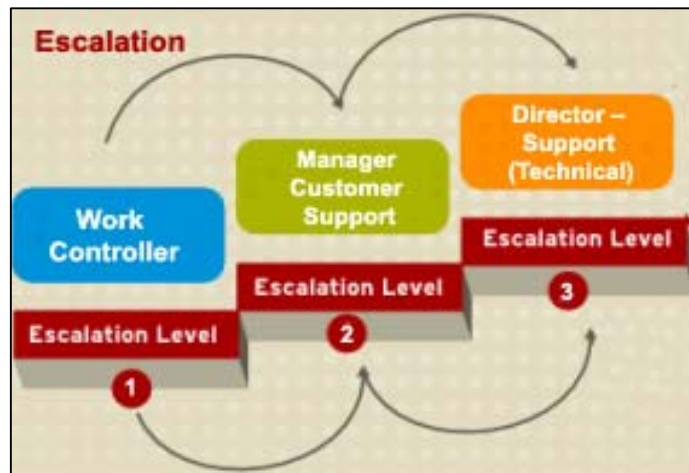 Escalation
Work
Controller
Escalation Level
1
Manager
Customer
Support
Escalation Level
2
Director –
Support
(Technical)
Escalation Level
3